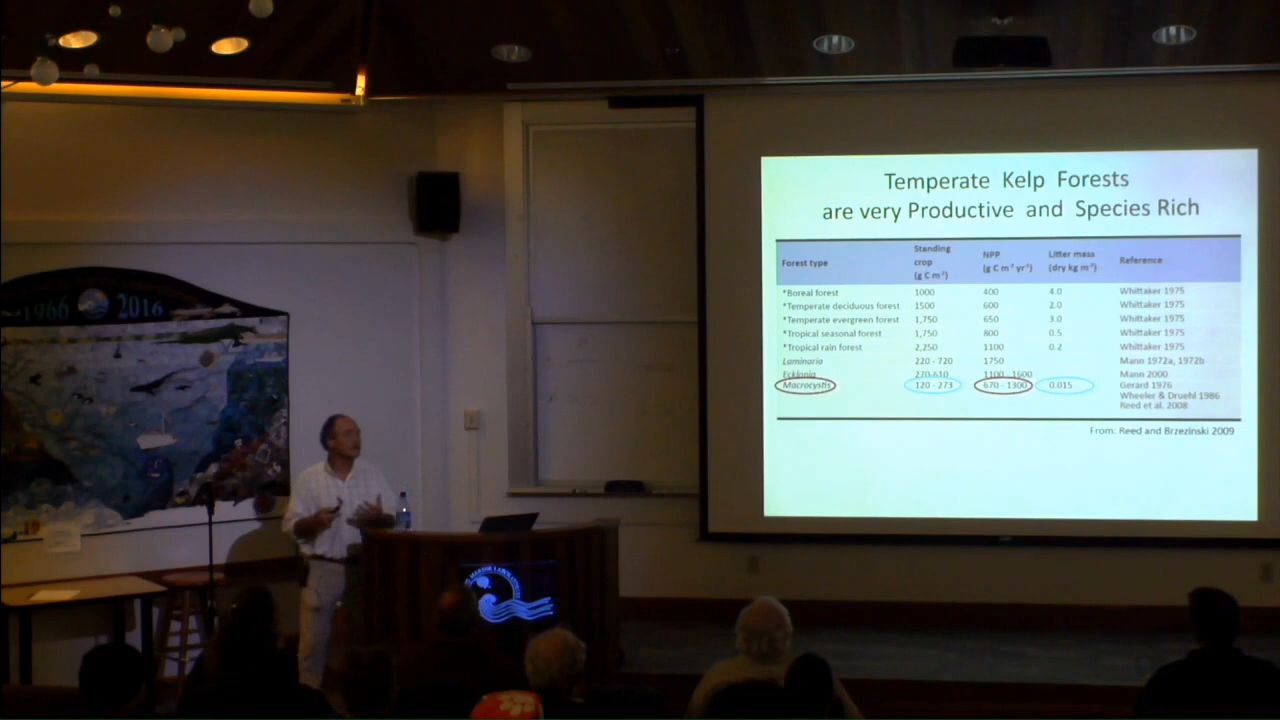 1966 2016
Temperate Kelp Forests
are very Productive and Species Rich
Forest type Standing crop (g C m⁻²) NPP (g C m⁻² yr⁻¹) Litter mass (dry kg m⁻²) Reference
*Boreal forest 1000 400 4.0 Whittaker 1975
*Temperate deciduous forest 1500 600 2.0 Whittaker 1975
*Temperate evergreen forest 1,750 650 3.0 Whittaker 1975
*Tropical seasonal forest 1,750 800 0.5 Whittaker 1975
*Tropical rain forest 2,250 1100 0.2 Whittaker 1975
Laminaria 220 - 720 1750 Mann 1972a, 1972b
Ecklonia 270-610 1100 - 1600 Mann 2000
Macrocystis 120 - 273 670 - 1300 0.015 Gerard 1976
Wheeler & Druehl 1986
Reed et al. 2008
From: Reed and Brzezinski 2009